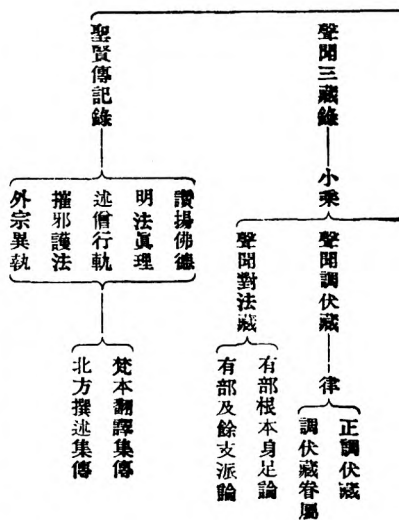 聲聞三藏錄
小乘
聲聞調伏藏
律
正調伏藏
調伏藏眷屬
聲聞對法藏
有部根本身足論
有部及餘支派論
聖賢傳記錄
讚揚佛德
明法眞理
述僧行軌
摧邪護法
外宗異執
梵本翻譯集傳
北方撰述集傳